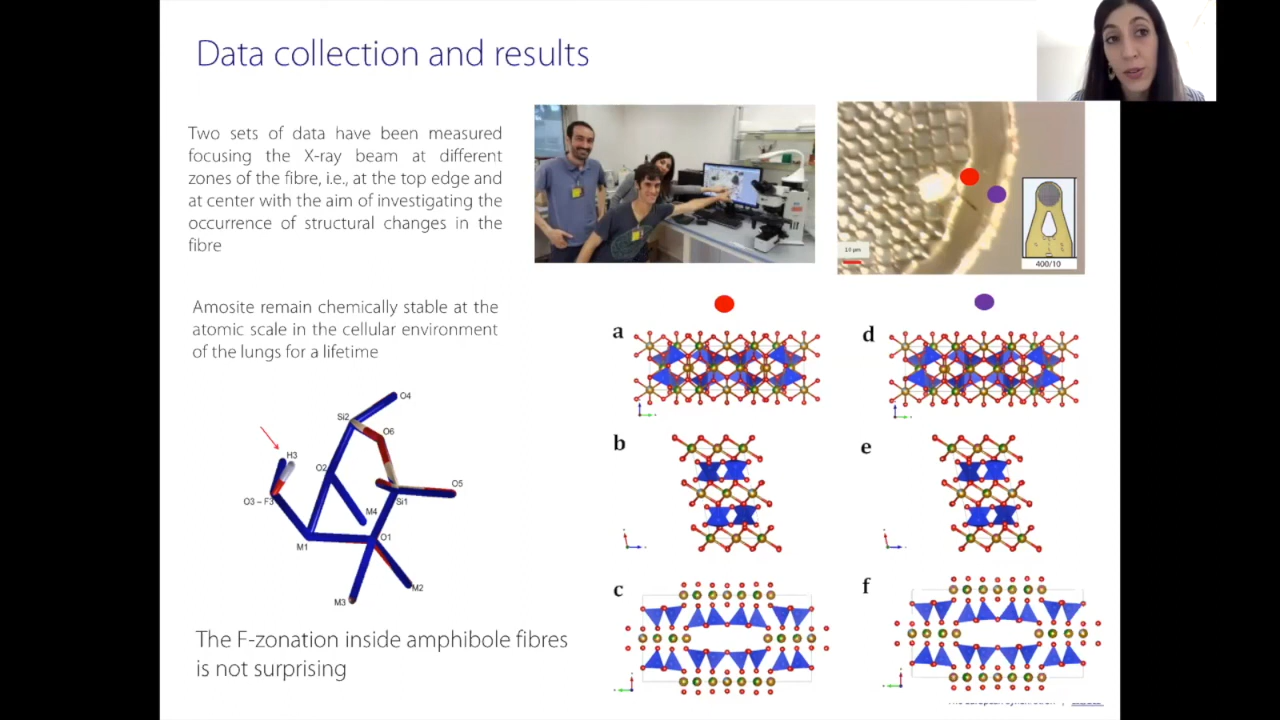 Data collection and results
Two sets of data have been measured
focusing the X-ray beam at different
zones of the fibre, i.e., at the top edge and
at center with the aim of investigating the
occurrence of structural changes in the
fibre
Amosite remain chemically stable at the
atomic scale in the cellular environment
of the lungs for a lifetime
O4
Si2
O6
H3
O2
O5
O3 – F3
Si1
M4
M1
O1
M2
M3
The F-zonation inside amphibole fibres
is not surprising
10 µm
400/10
a
d
b
e
c
f